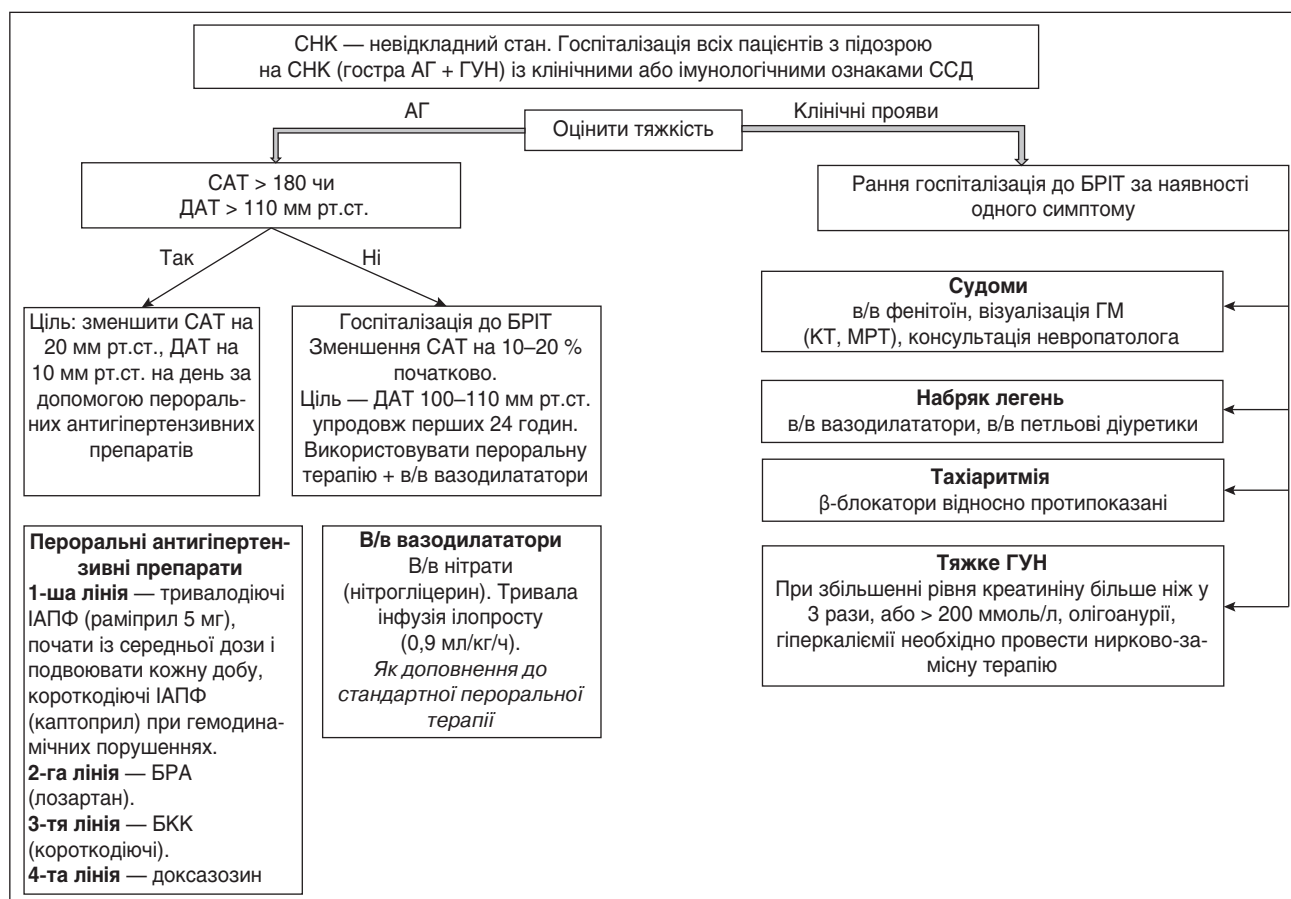 СНК — невідкладний стан. Госпіталізація всіх пацієнтів з підозрою
на СНК (гостра АГ + ГУН) із клінічними або імунологічними ознаками ССД
АГ
Оцінити тяжкість
Клінічні прояви
САТ > 180 чи
ДАТ > 110 мм рт.ст.
Рання госпіталізація до БРІТ за наявності
одного симптому
Так
Ні
Ціль: зменшити САТ на
20 мм рт.ст., ДАТ на
10 мм рт.ст. на день за
допомогою перораль-
них антигіпертензивних
препаратів
Госпіталізація до БРІТ
Зменшення САТ на 10–20 %
початково.
Ціль — ДАТ 100–110 мм рт.ст.
упродовж перших 24 годин.
Використовувати пероральну
терапію + в/в вазодилататори
Судоми
в/в фенітоїн, візуалізація ГМ
(КТ, МРТ), консультація невропатолога
Набряк легень
в/в вазодилататори, в/в петльові діуретики
Тахіаритмія
β-блокатори відносно протипоказані
Тяжке ГУН
При збільшенні рівня креатиніну більше ніж у
3 рази, або > 200 ммоль/л, олігоанурії,
гіперкаліємії необхідно провести нирково-за-
місну терапію
Пероральні антигіпертен-
зивні препарати
1-ша лінія — тривалодіючі
ІАПФ (раміприл 5 мг),
почати із середньої дози і
подвоювати кожну добу,
короткодіючі ІАПФ
(каптоприл) при гемодина-
мічних порушеннях.
2-га лінія — БРА
(лозартан).
3-тя лінія — БКК
(короткодіючі).
4-та лінія — доксазозин
В/в вазодилататори
В/в нітрати
(нітрогліцерин). Тривала
інфузія ілопросту
(0,9 мл/кг/ч).
Як доповнення до
стандартної пероральної
терапії